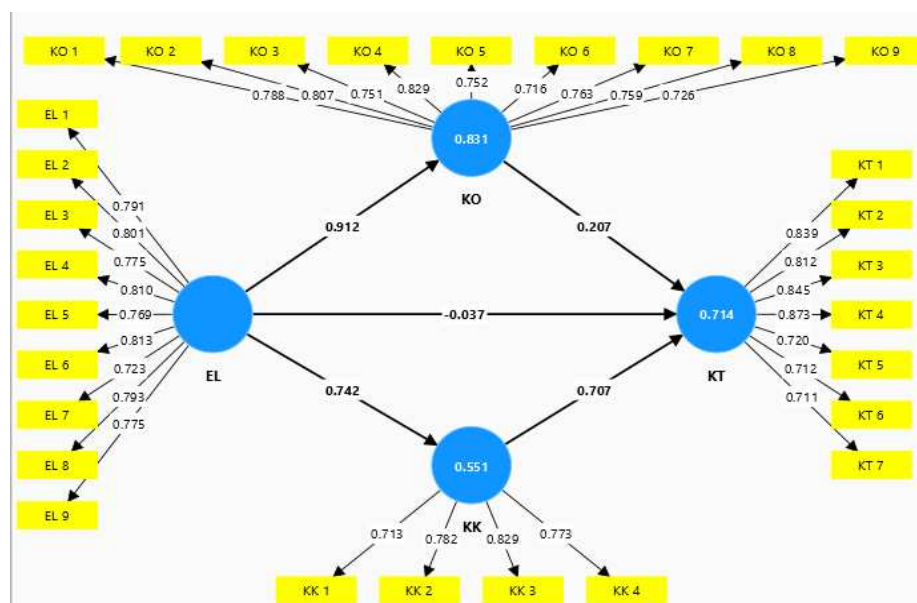 KO 1
KO 2
KO 3
KO 4
KO 5
KO 6
KO 7
KO 8
KO 9
0.788
0.807
0.751
0.829
0.752
0.716
0.763
0.759
0.726
EL 1
EL 2
EL 3
EL 4
EL 5
EL 6
EL 7
EL 8
EL 9
0.791
0.801
0.775
0.810
0.769
0.813
0.723
0.793
0.775
0.831
KO
0.912
0.207
-0.037
EL
0.742
0.707
0.714
KT
0.551
KK
KT 1
KT 2
KT 3
KT 4
KT 5
KT 6
KT 7
0.839
0.812
0.845
0.873
0.720
0.712
0.711
0.713
0.782
0.829
0.773
KK 1
KK 2
KK 3
KK 4